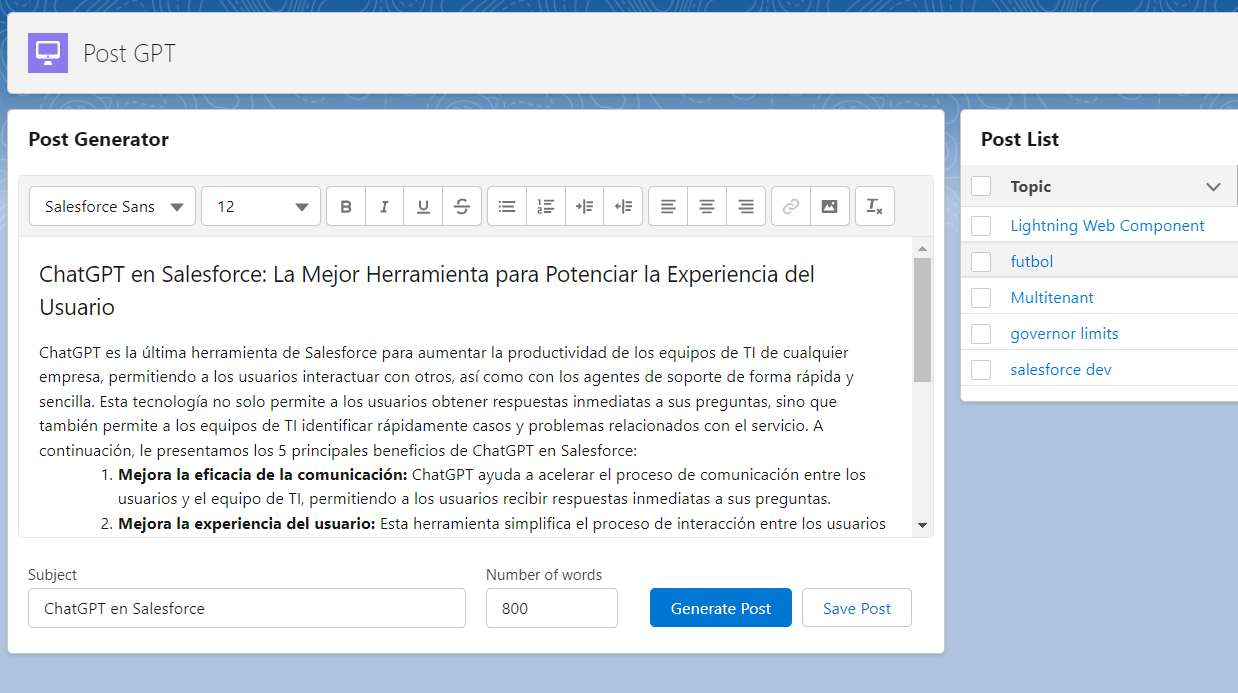 Post GPT
Post Generator
Salesforce Sans
12
B I U S
ChatGPT en Salesforce: La Mejor Herramienta para Potenciar la Experiencia del
Usuario
ChatGPT es la última herramienta de Salesforce para aumentar la productividad de los equipos de TI de cualquier
empresa, permitiendo a los usuarios interactuar con otros, así como con los agentes de soporte de forma rápida y
sencilla. Esta tecnología no solo permite a los usuarios obtener respuestas inmediatas a sus preguntas, sino que
también permite a los equipos de TI identificar rápidamente casos y problemas relacionados con el servicio. A
continuación, le presentamos los 5 principales beneficios de ChatGPT en Salesforce:
1. Mejora la eficacia de la comunicación: ChatGPT ayuda a acelerar el proceso de comunicación entre los
usuarios y el equipo de TI, permitiendo a los usuarios recibir respuestas inmediatas a sus preguntas.
2. Mejora la experiencia del usuario: Esta herramienta simplifica el proceso de interacción entre los usuarios
Subject
ChatGPT en Salesforce
Number of words
800
Generate Post
Save Post
Post List
Topic
Lightning Web Component
futbol
Multitenant
governor limits
salesforce dev